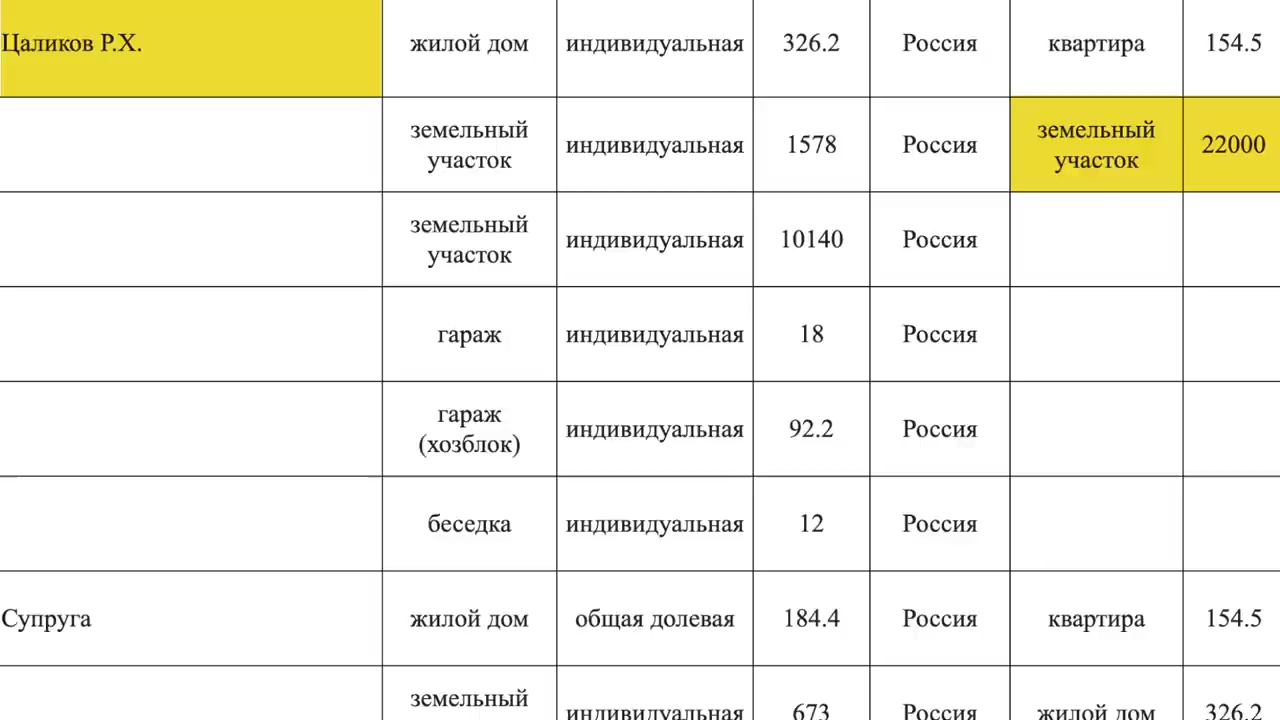 Цаликов Р.Х. жилой дом индивидуальная 326.2 Россия квартира 154.5
земельный участок индивидуальная 1578 Россия земельный участок 22000
земельный участок индивидуальная 10140 Россия
гараж индивидуальная 18 Россия
гараж (хозблок) индивидуальная 92.2 Россия
беседка индивидуальная 12 Россия
Супруга жилой дом общая долевая 184.4 Россия квартира 154.5
земельный индивидуальная 673 Россия жилой дом 326.2